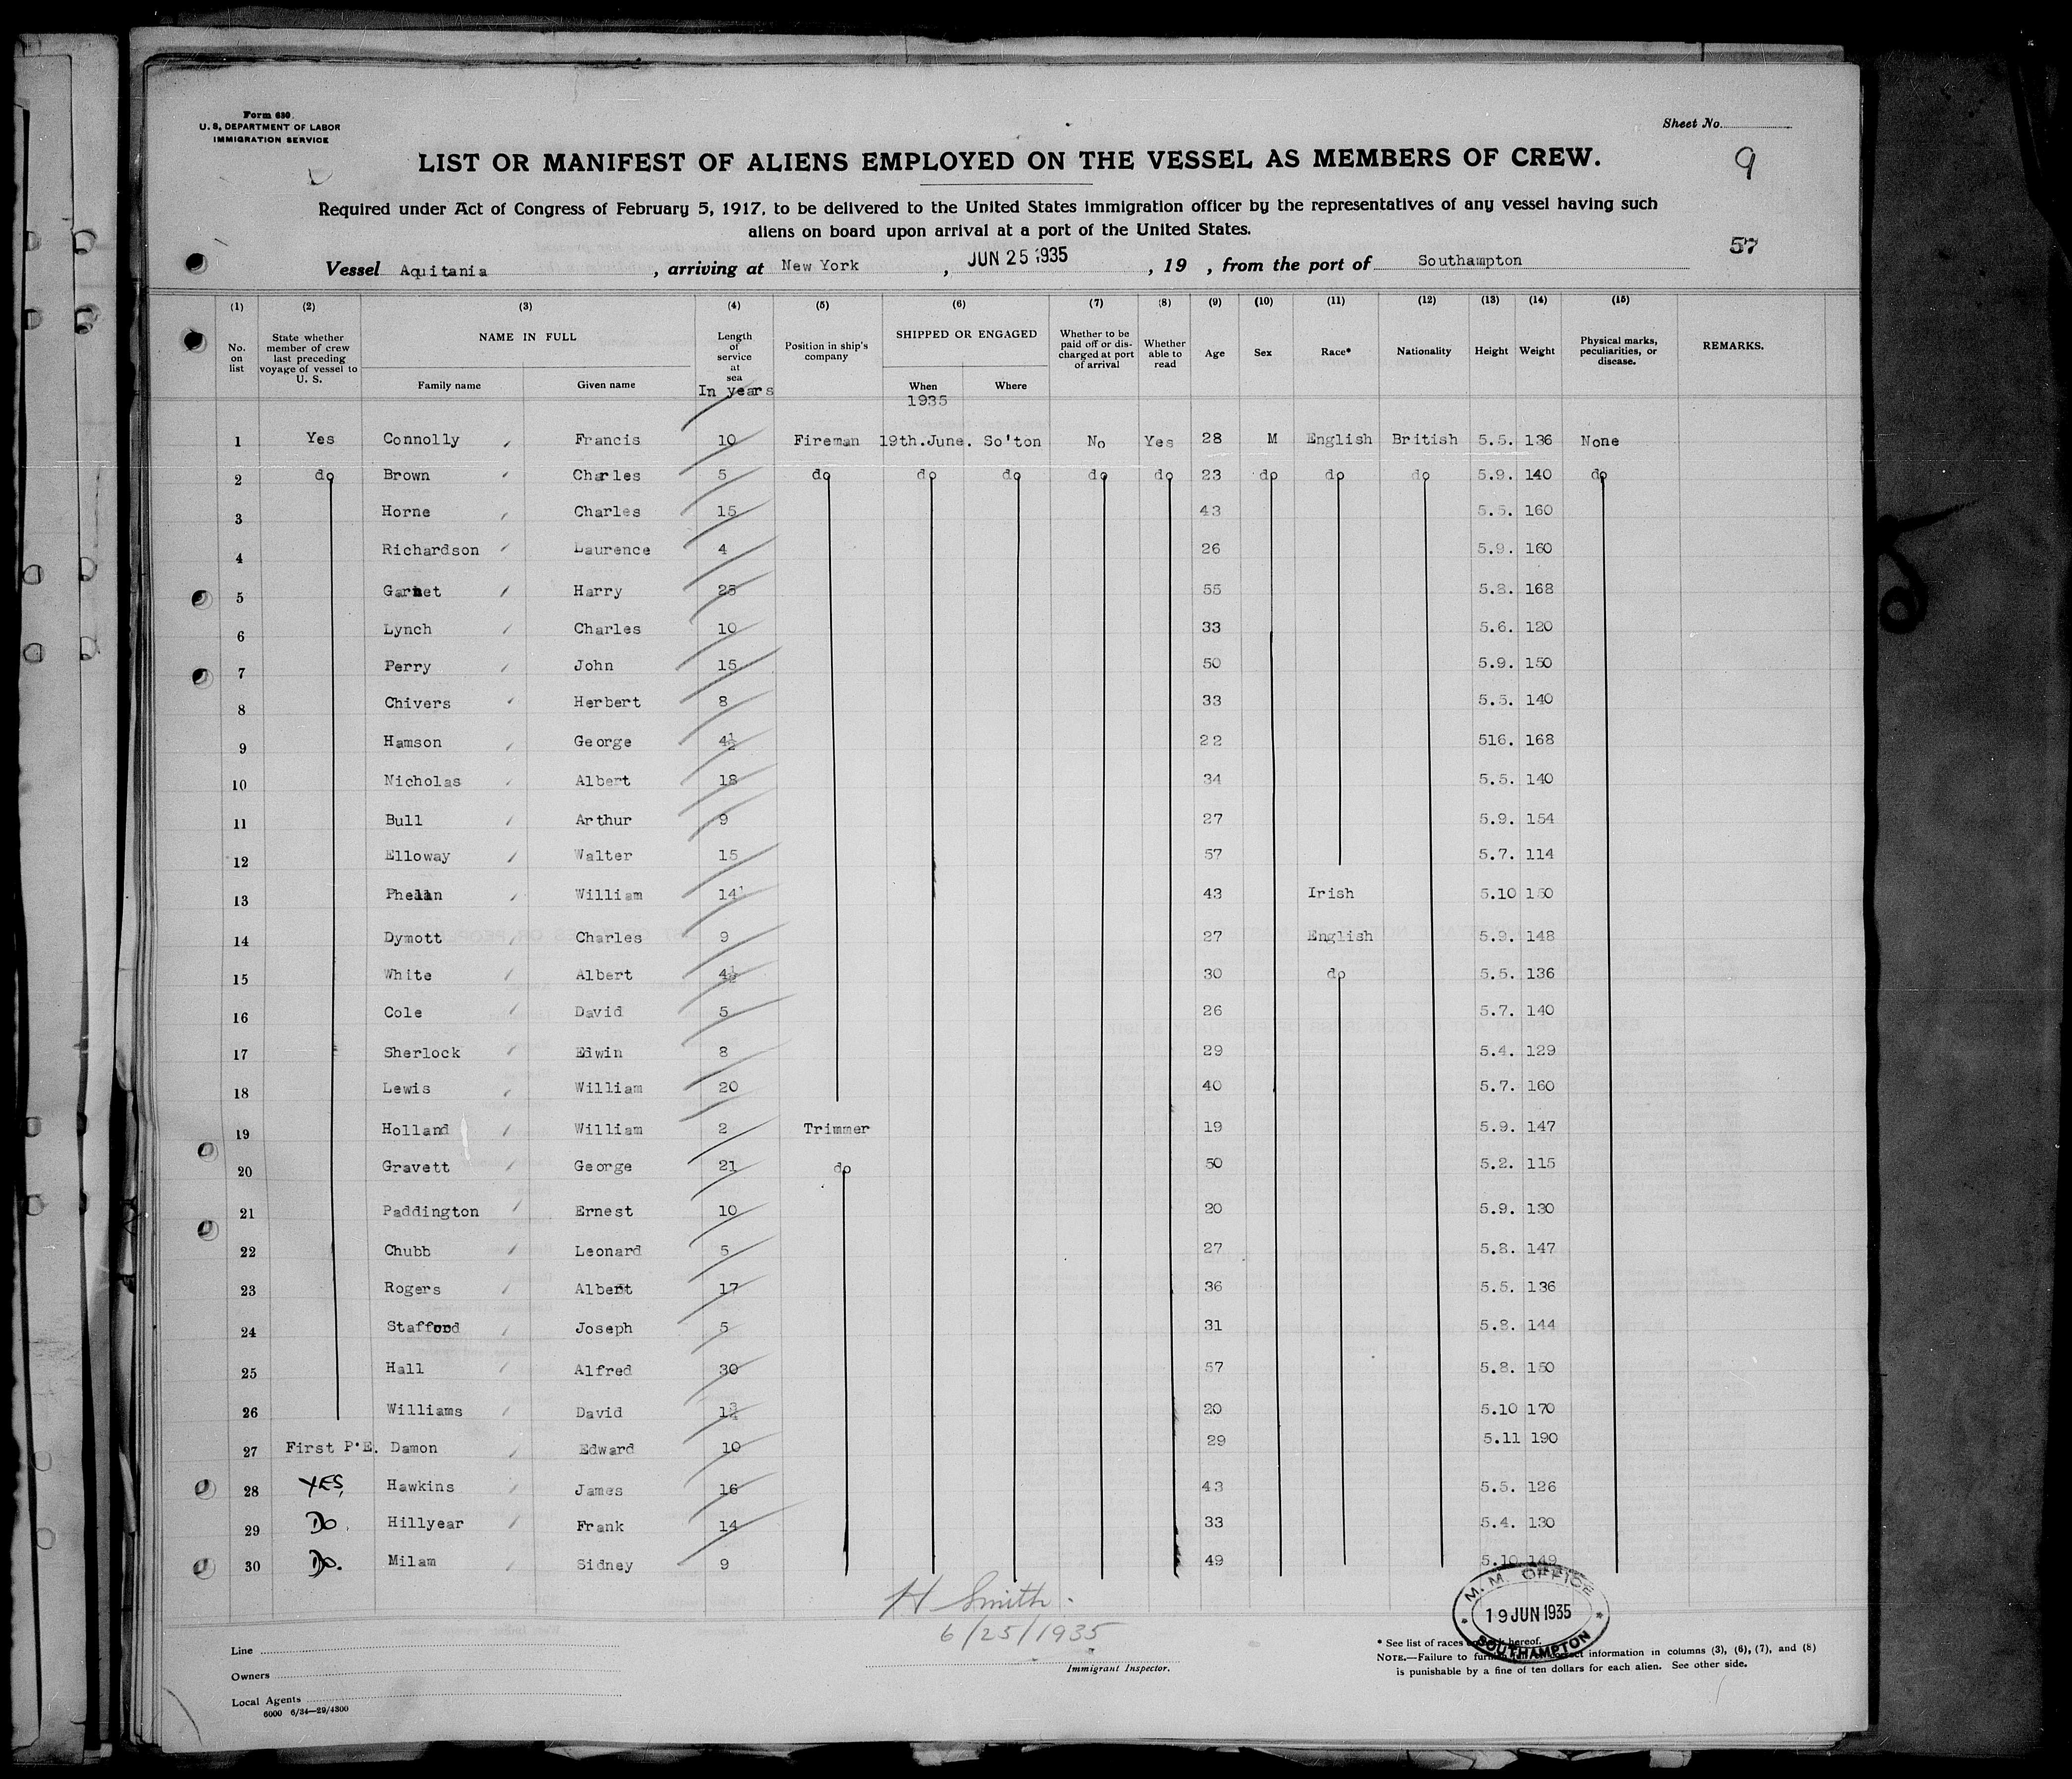 Form 630
U. S. DEPARTMENT OF LABOR
IMMIGRATION SERVICE
Sheet No.
9
LIST OR MANIFEST OF ALIENS EMPLOYED ON THE VESSEL AS MEMBERS OF CREW.
Required under Act of Congress of February 5, 1917, to be delivered to the United States immigration officer by the representatives of any vessel having such
aliens on board upon arrival at a port of the United States.
57
Vessel Aquitania , arriving at New York , JUN 25 1935 , 19 , from the port of Southampton
(1) (2) (3) (4) (5) (6) (7) (8) (9) (10) (11) (12) (13) (14) (15)
No. on list State whether member of crew last preceding voyage of vessel to U. S. NAME IN FULL Family name Given name Length of service at sea In years Position in ship's company SHIPPED OR ENGAGED When 1935 Where Whether to be paid off or discharged at port of arrival Whether able to read Age Sex Race* Nationality Height Weight Physical marks, peculiarities, or disease. REMARKS.
1 Yes Connolly Francis 10 Fireman 19th.June. So'ton No Yes 28 M English British 5.5. 136 None
2 do Brown Charles 5 do do do do do 23 do do do 5.9. 140 do
3 Horne Charles 15 43 5.5. 160
4 Richardson Laurence 4 26 5.9. 160
5 Garnet Harry 25 55 5.8. 168
6 Lynch Charles 10 33 5.6. 120
7 Perry John 15 50 5.9. 150
8 Chivers Herbert 8 33 5.5. 140
9 Hamson George 4½ 22 516. 168
10 Nicholas Albert 18 34 5.5. 140
11 Bull Arthur 9 27 5.9. 154
12 Elloway Walter 15 57 5.7. 114
13 Phelan William 14 43 Irish 5.10 150
14 Dymott Charles 9 27 English 5.9. 148
15 White Albert 4½ 30 do 5.5. 136
16 Cole David 5 26 5.7. 140
17 Sherlock Edwin 8 29 5.4. 129
18 Lewis William 20 40 5.7. 160
19 Holland William 2 Trimmer 19 5.9. 147
20 Gravett George 21 do 50 5.2. 115
21 Paddington Ernest 10 20 5.9. 130
22 Chubb Leonard 5 27 5.8. 147
23 Rogers Albert 17 36 5.5. 136
24 Stafford Joseph 5 31 5.8. 144
25 Hall Alfred 30 57 5.8. 150
26 Williams David 1¾ 20 5.10 170
27 First P.E. Damon Edward 10 29 5.11 190
28 YES, Hawkins James 16 43 5.5. 126
29 Do. Hillyear Frank 14 33 5.4. 130
30 Do. Milam Sidney 9 49 5.10 149
H Smith.
6/25/1935
Immigrant Inspector.
M. M. OFFICE
19 JUN 1935
SOUTHAMPTON
Line
Owners
Local Agents
6000 6/34—29/4300
* See list of races hereof.
NOTE.—Failure to information in columns (3), (6), (7), and (8)
is punishable by a fine of ten dollars for each alien. See other side.